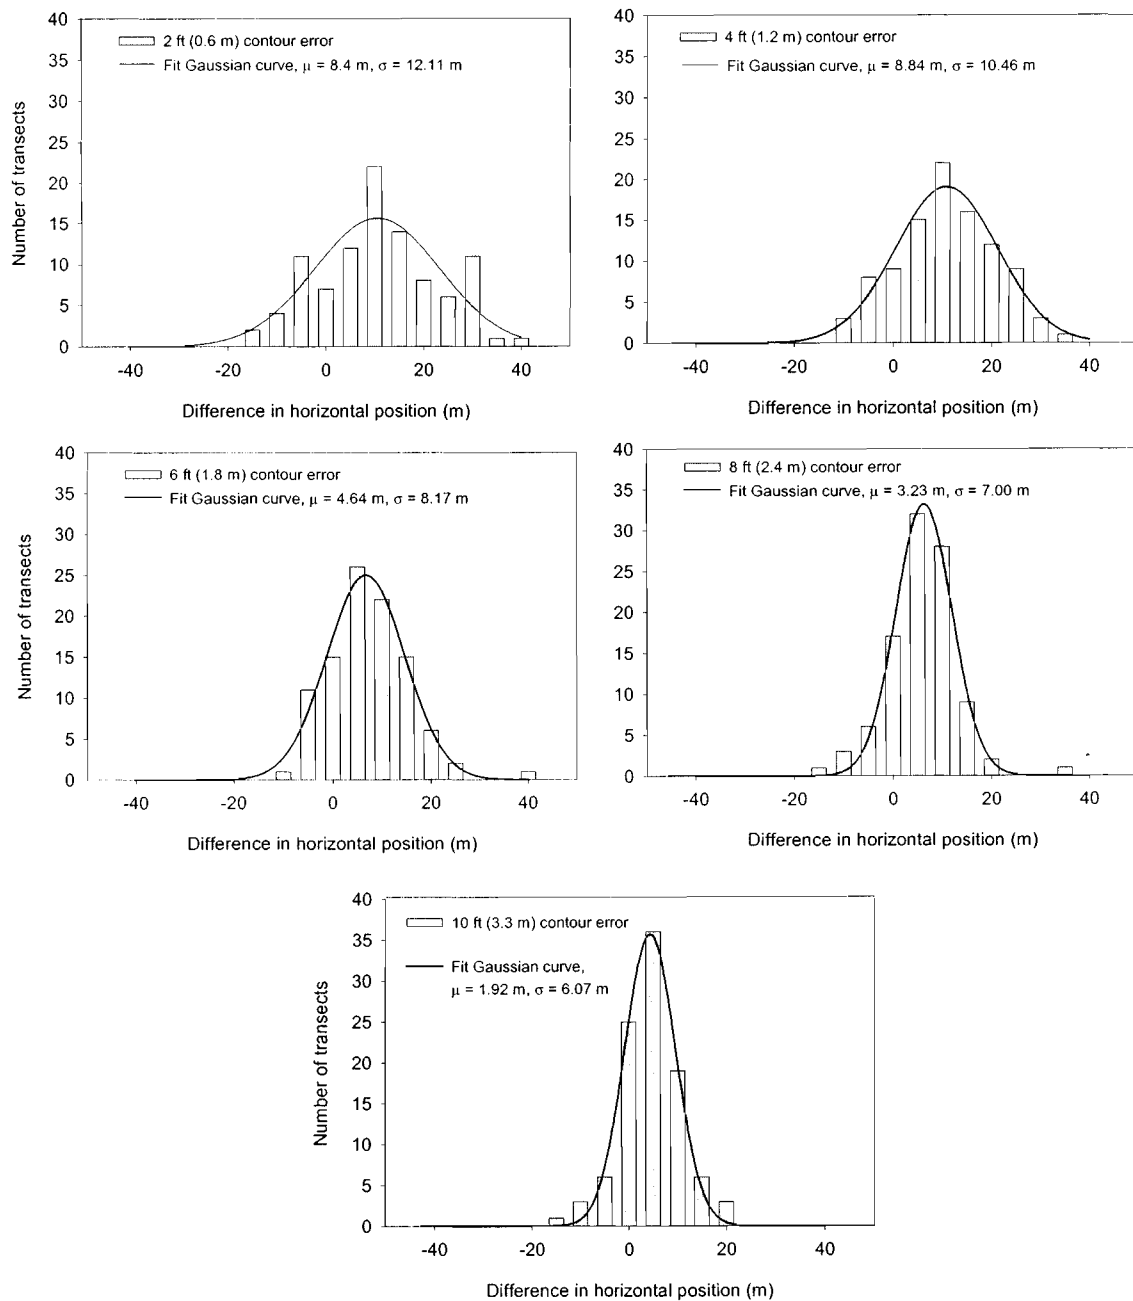 40
35
30
25
20
15
10
5
0
Number of transects
2 ft (0.6 m) contour error
Fit Gaussian curve, μ = 8.4 m, σ = 12.11 m
-40 -20 0 20 40
Difference in horizontal position (m)
40
35
30
25
20
15
10
5
0
4 ft (1.2 m) contour error
Fit Gaussian curve, μ = 8.84 m, σ = 10.46 m
-40 -20 0 20 40
Difference in horizontal position (m)
40
35
30
25
20
15
10
5
0
Number of transects
6 ft (1.8 m) contour error
Fit Gaussian curve, μ = 4.64 m, σ = 8.17 m
-40 -20 0 20 40
Difference in horizontal position (m)
40
35
30
25
20
15
10
5
0
8 ft (2.4 m) contour error
Fit Gaussian curve, μ = 3.23 m, σ = 7.00 m
-40 -20 0 20 40
Difference in horizontal position (m)
40
35
30
25
20
15
10
5
0
Number of transects
10 ft (3.3 m) contour error
Fit Gaussian curve,
μ = 1.92 m, σ = 6.07 m
-40 -20 0 20 40
Difference in horizontal position (m)